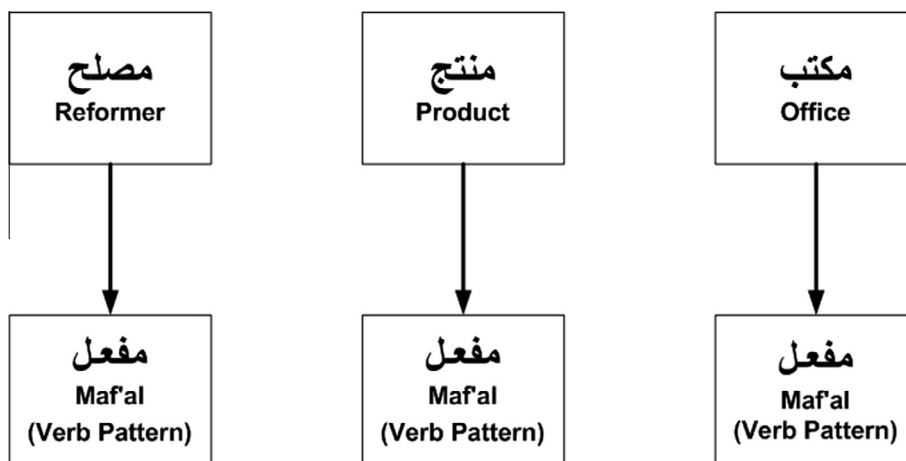 مصلح
Reformer
منتج
Product
مكتب
Office
مفعل
Maf'al
(Verb Pattern)
مفعل
Maf'al
(Verb Pattern)
مفعل
Maf'al
(Verb Pattern)